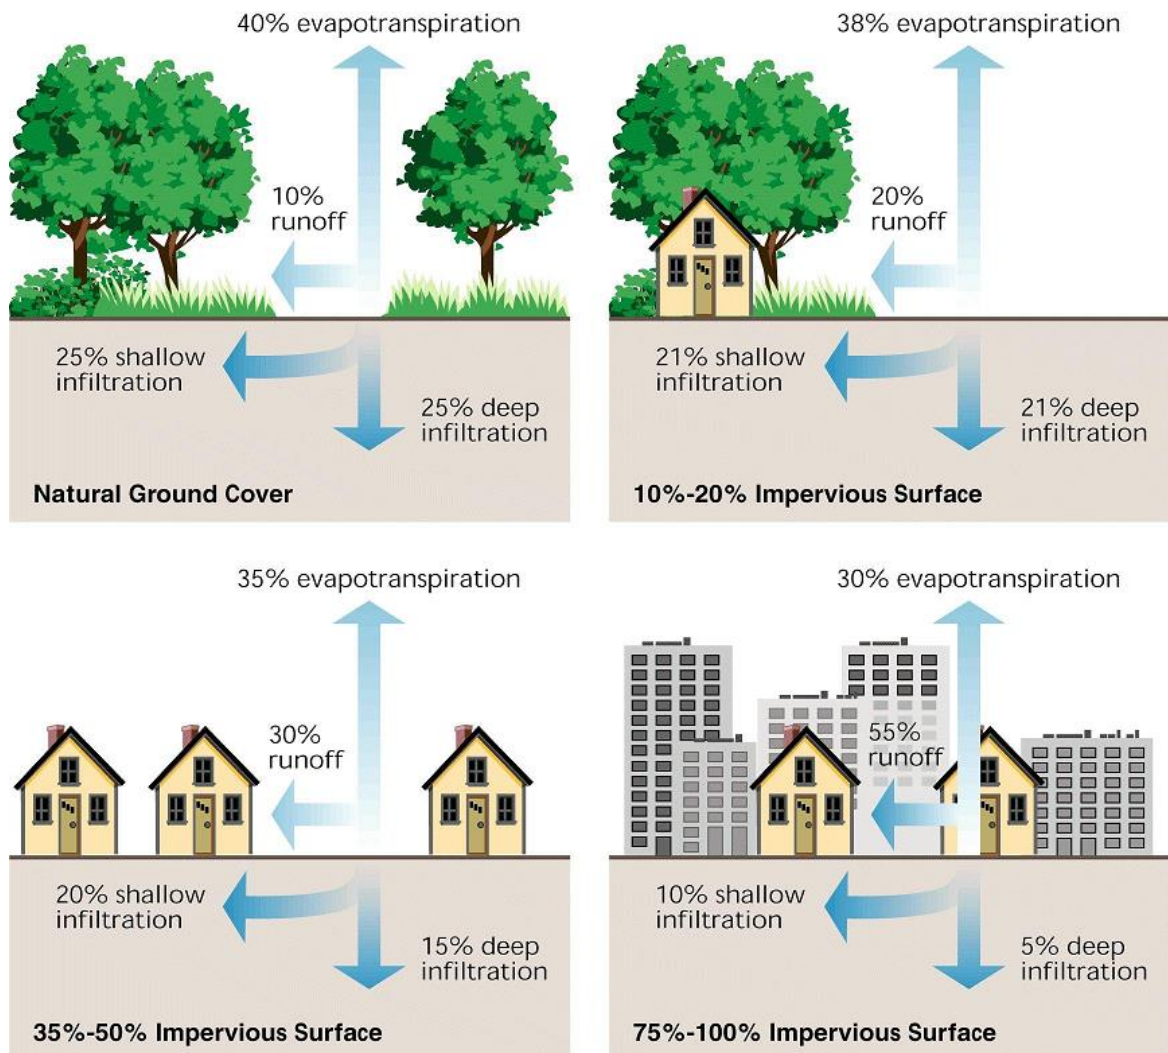 40% evapotranspiration
10%
runoff
25% shallow
infiltration
25% deep
infiltration
Natural Ground Cover
38% evapotranspiration
20%
runoff
21% shallow
infiltration
21% deep
infiltration
10%-20% Impervious Surface
35% evapotranspiration
30%
runoff
20% shallow
infiltration
15% deep
infiltration
35%-50% Impervious Surface
30% evapotranspiration
55%
runoff
10% shallow
infiltration
5% deep
infiltration
75%-100% Impervious Surface